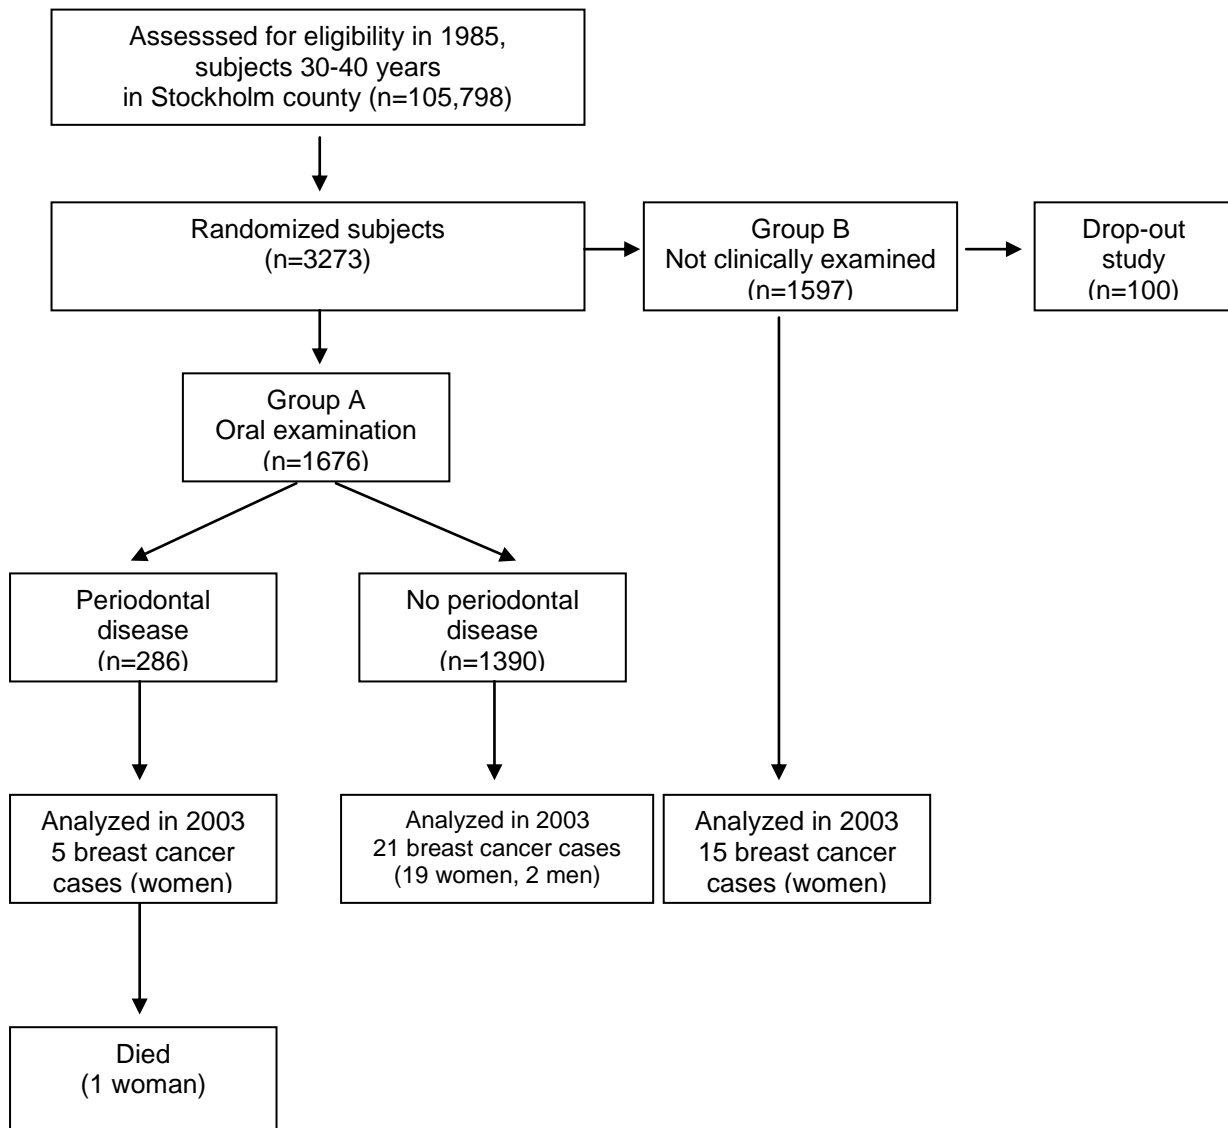 Assesssed for eligibility in 1985,
subjects 30-40 years
in Stockholm county (n=105,798)
Randomized subjects
(n=3273)
Group B
Not clinically examined
(n=1597)
Drop-out
study
(n=100)
Group A
Oral examination
(n=1676)
Periodontal
disease
(n=286)
No periodontal
disease
(n=1390)
Analyzed in 2003
5 breast cancer
cases (women)
Analyzed in 2003
21 breast cancer cases
(19 women, 2 men)
Analyzed in 2003
15 breast cancer
cases (women)
Died
(1 woman)